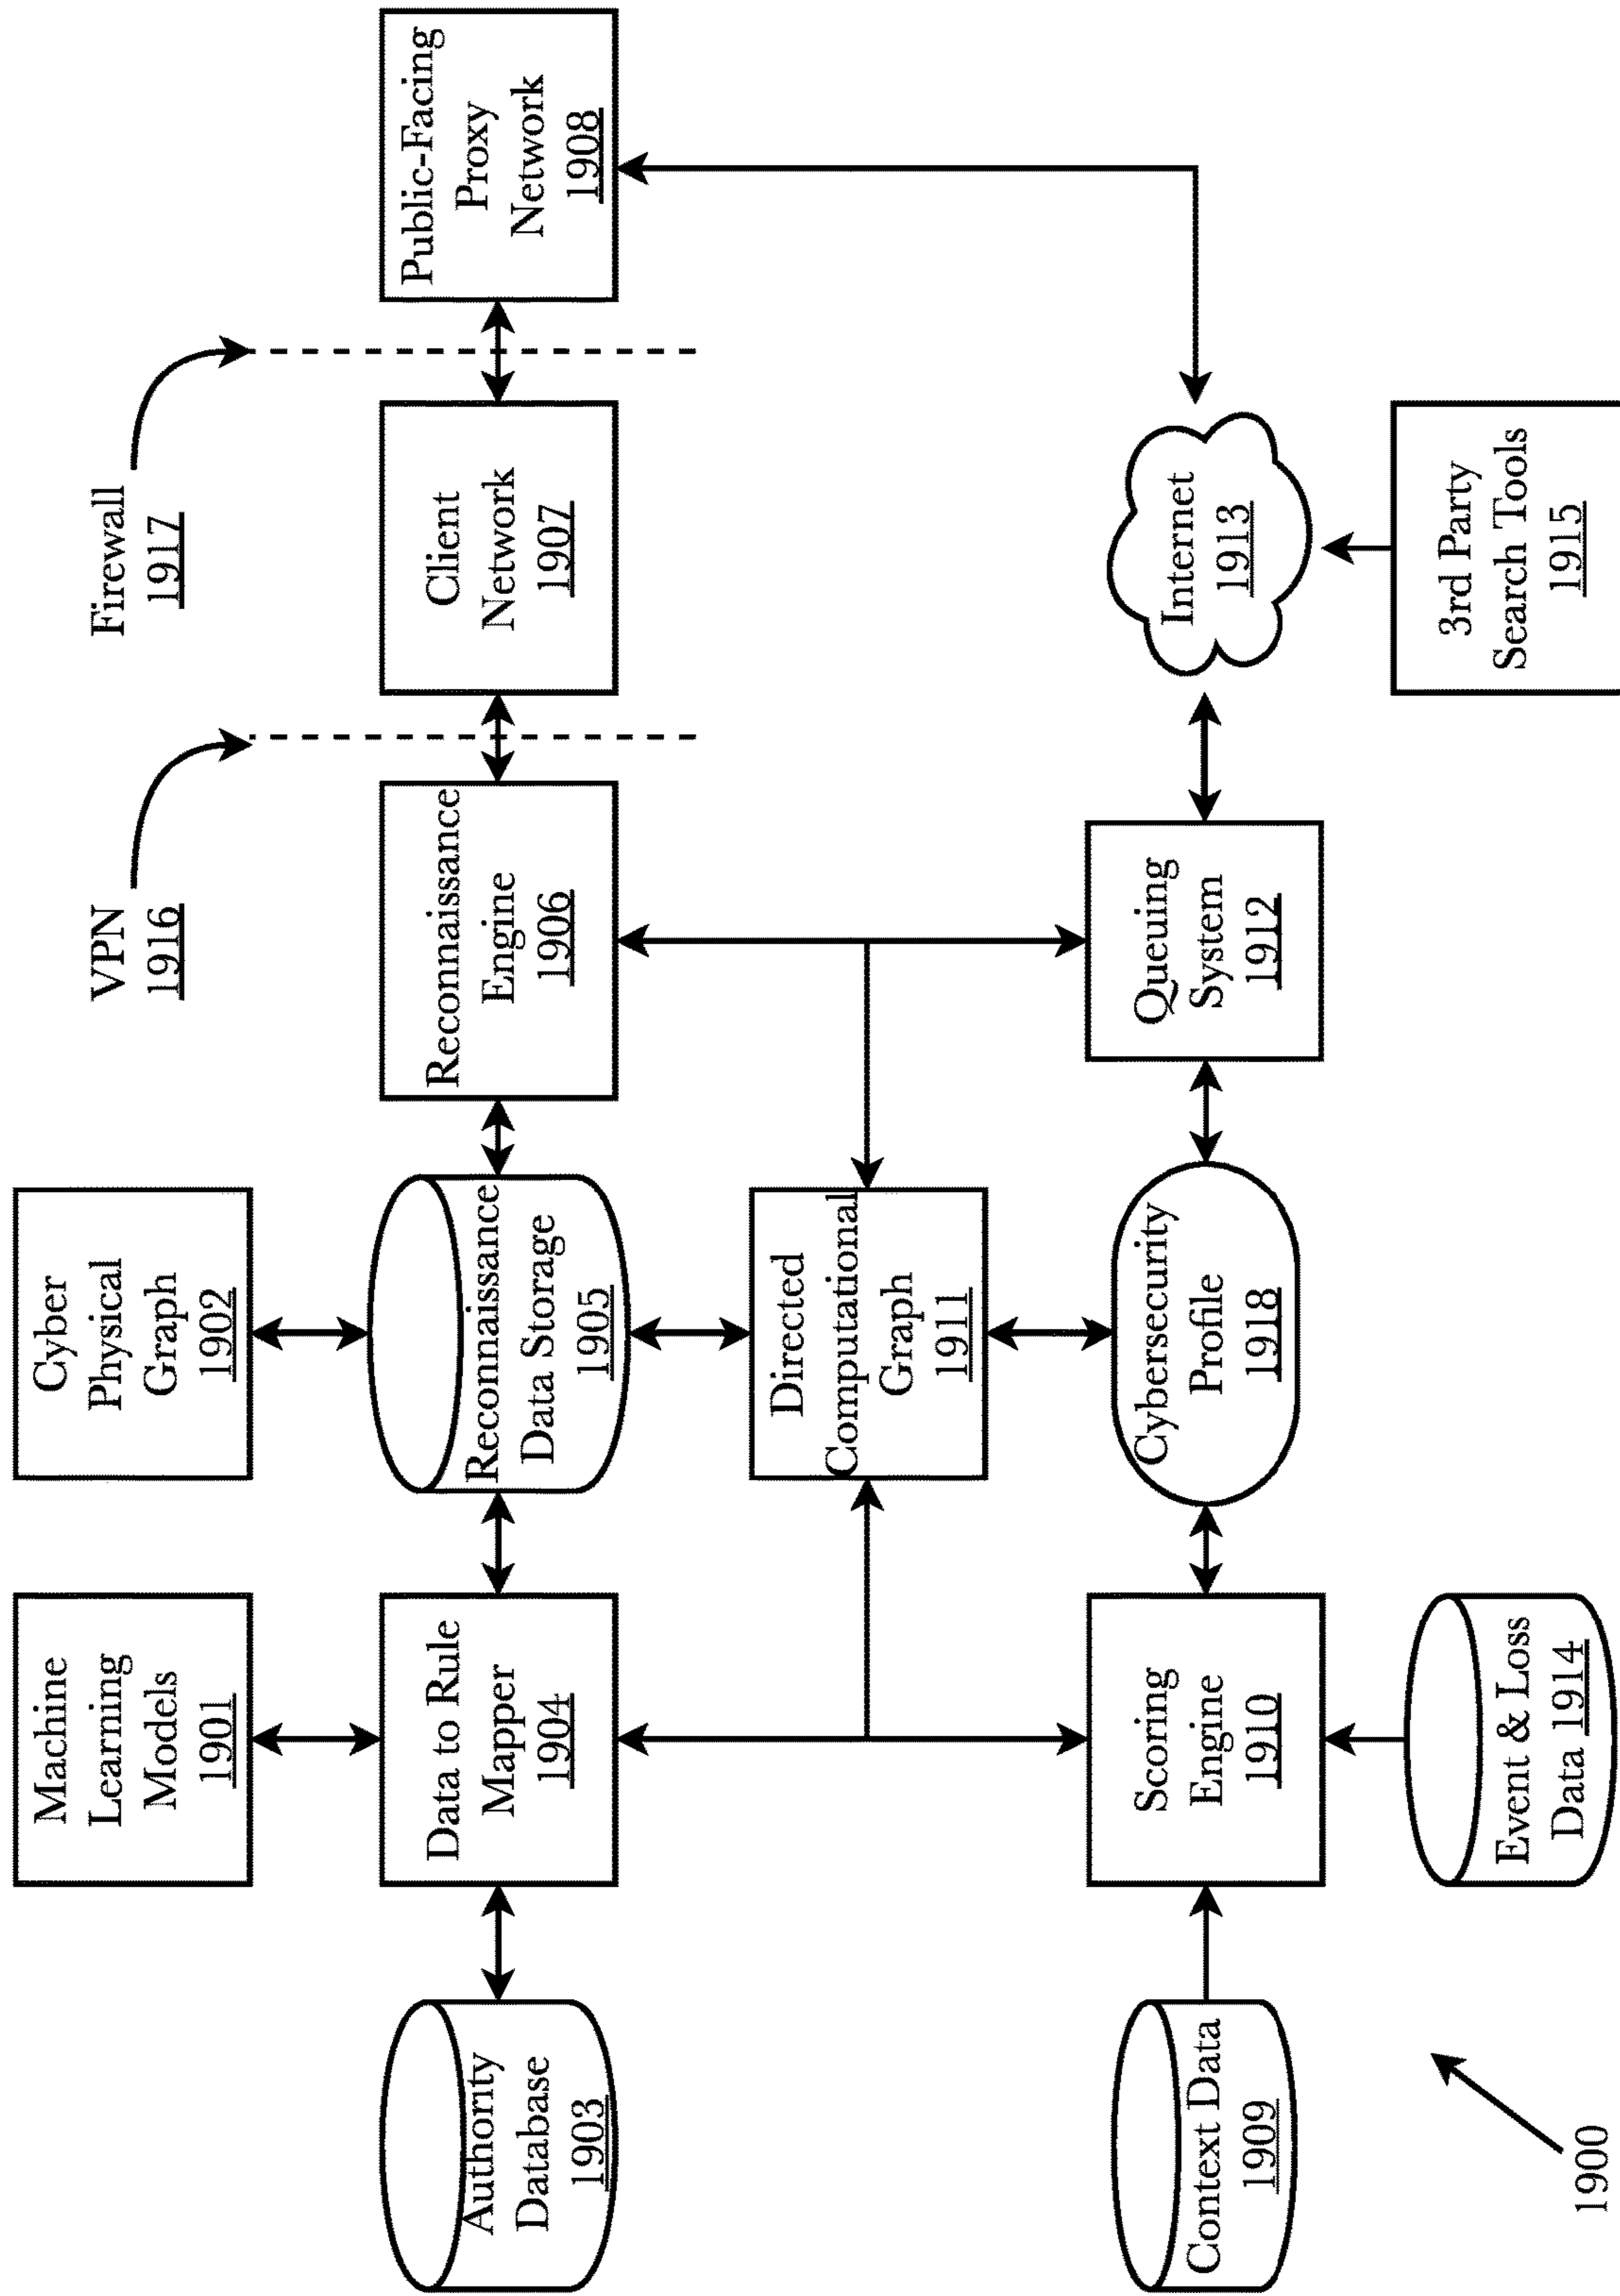 Machine
Learning
Models
1901
Cyber
Physical
Graph
1902
VPN
1916
Firewall
1917
Authority
Database
1903
Data to Rule
Mapper
1904
Reconnaissance
Data Storage
1905
Reconnaissance
Engine
1906
Client
Network
1907
Public-Facing
Proxy
Network
1908
Directed
Computational
Graph
1911
Context Data
1909
Scoring
Engine
1910
Cybersecurity
Profile
1918
Queuing
System
1912
Internet
1913
Event & Loss
Data 1914
3rd Party
Search Tools
1915
1900